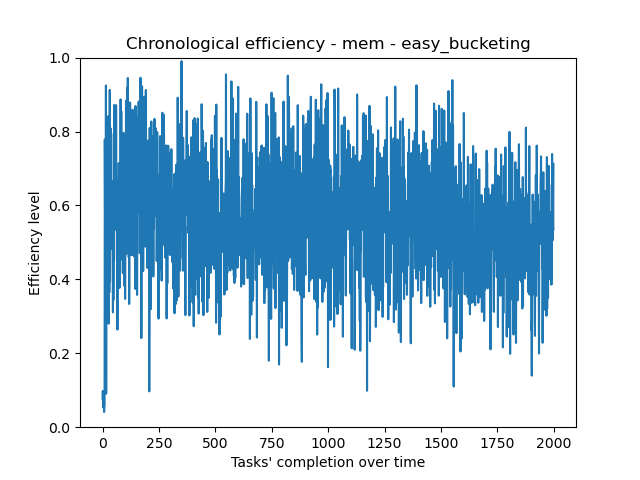 Chronological efficiency - mem - easy_bucketing
Efficiency level
1.0
0.8
0.6
0.4
0.2
0.0
0 250 500 750 1000 1250 1500 1750 2000
Tasks' completion over time